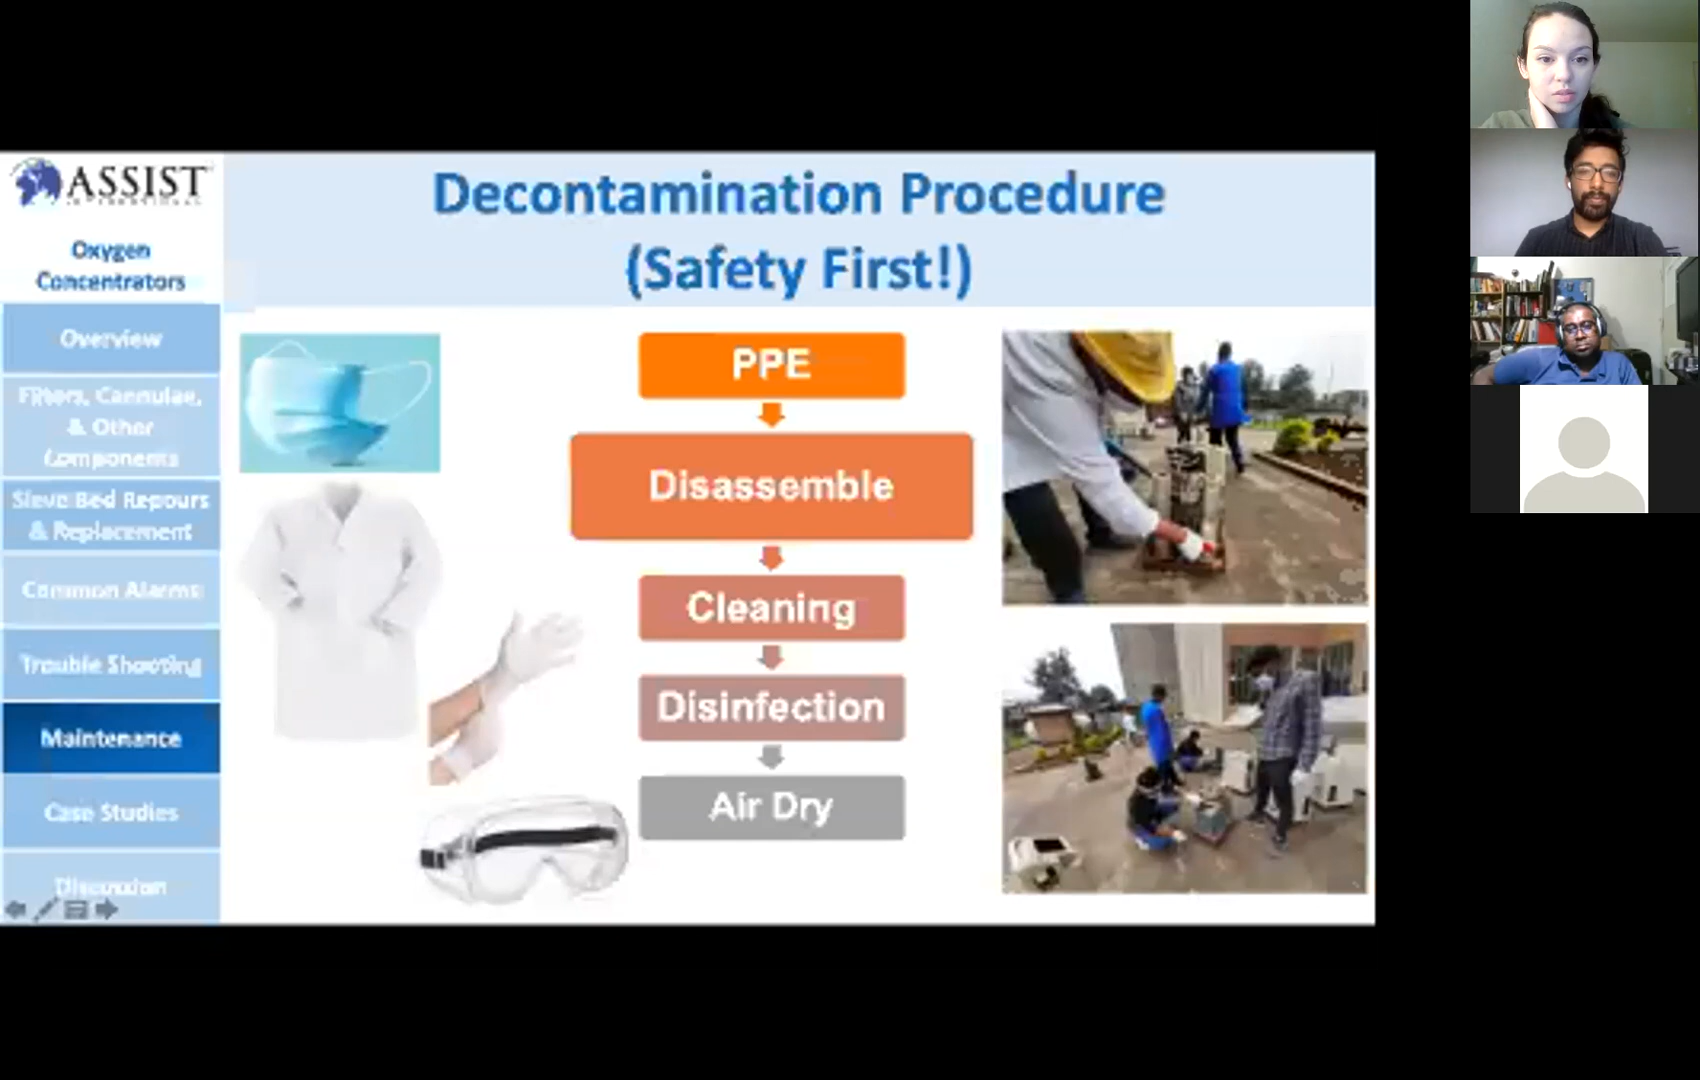 ASSIST
INTERNATIONAL
Oxygen
Concentrators
Overview
Filters, Cannulae,
& Other
Components
Sieve Bed Repours
& Replacement
Common Alarms
Trouble Shooting
Maintenance
Case Studies
Discussion
Decontamination Procedure
(Safety First!)
PPE
Disassemble
Cleaning
Disinfection
Air Dry